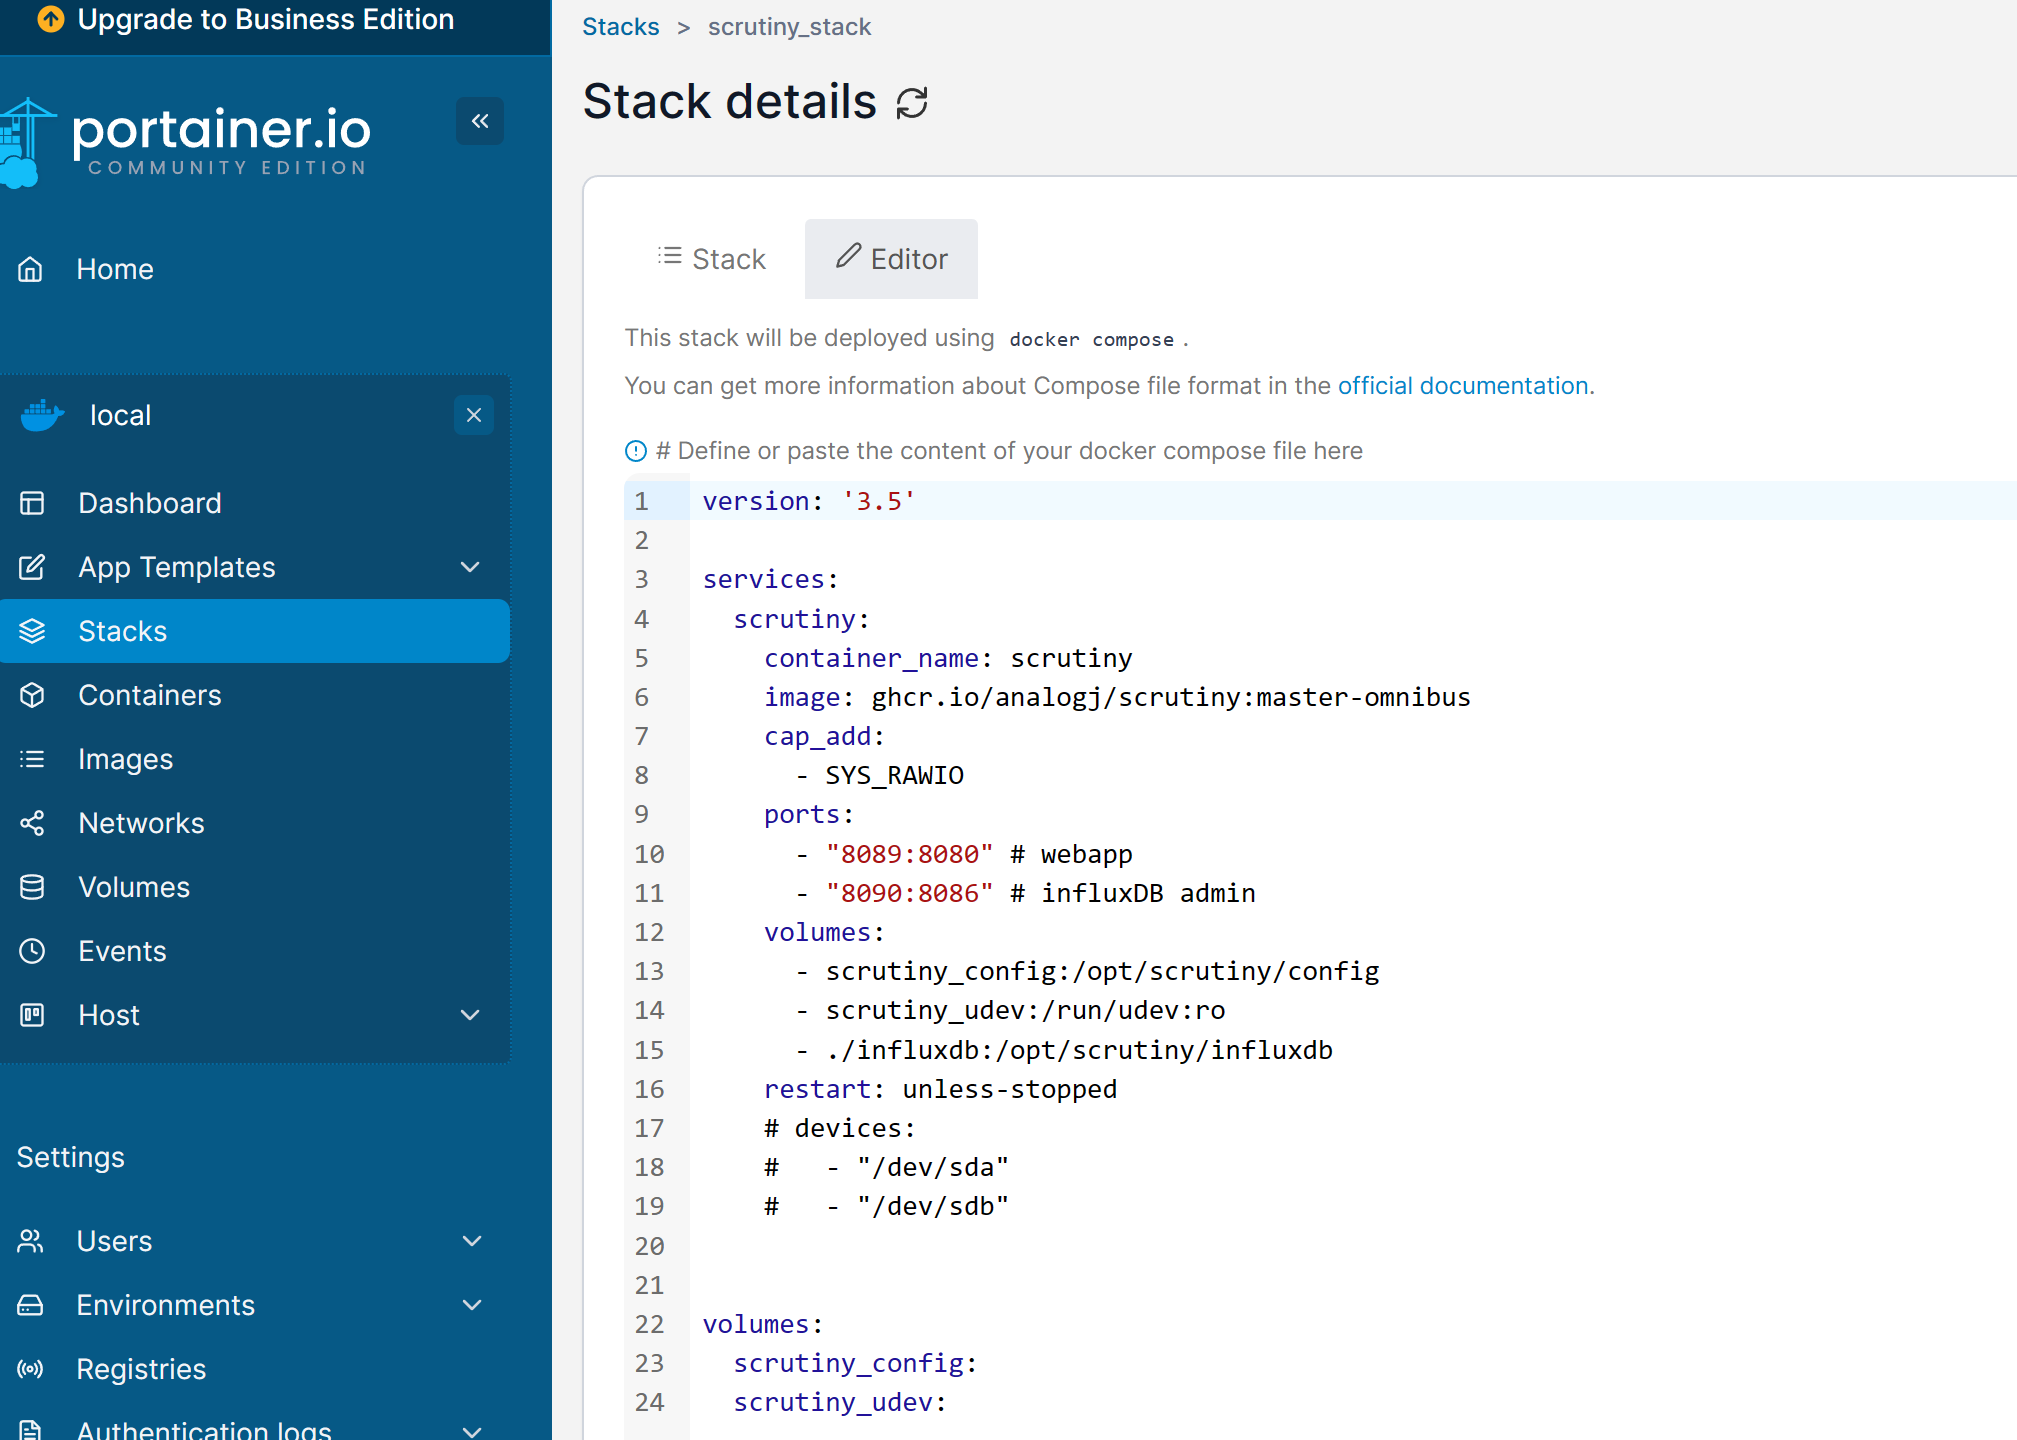 Upgrade to Business Edition
portainer.io
COMMUNITY EDITION
Home
local
Dashboard
App Templates
Stacks
Containers
Images
Networks
Volumes
Events
Host
Settings
Users
Environments
Registries
Authentication logs
Stacks > scrutiny_stack
Stack details
Stack
Editor
This stack will be deployed using docker compose .
You can get more information about Compose file format in the official documentation.
# Define or paste the content of your docker compose file here
1 version: '3.5'
2
3 services:
4   scrutiny:
5     container_name: scrutiny
6     image: ghcr.io/analogj/scrutiny:master-omnibus
7     cap_add:
8       - SYS_RAWIO
9     ports:
10       - "8089:8080" # webapp
11       - "8090:8086" # influxDB admin
12     volumes:
13       - scrutiny_config:/opt/scrutiny/config
14       - scrutiny_udev:/run/udev:ro
15       - ./influxdb:/opt/scrutiny/influxdb
16     restart: unless-stopped
17     # devices:
18     #   - "/dev/sda"
19     #   - "/dev/sdb"
20
21
22 volumes:
23   scrutiny_config:
24   scrutiny_udev: